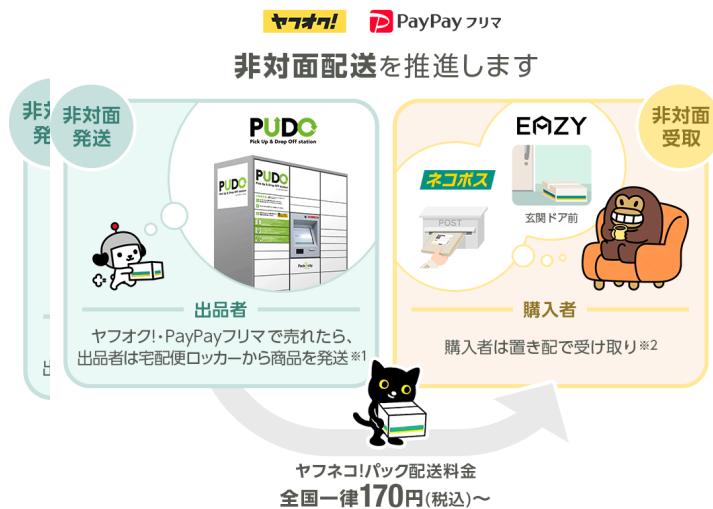 ヤフオク!
PayPay フリマ
非対面配送を推進します
非対面
発送
PUDO
Pick Up & Drop Off station
PUDO
PUDO
EAZY
ネコポス
POST
玄関ドア前
非対面
受取
出品者
ヤフオク!・PayPayフリマで売れたら、
出品者は宅配便ロッカーから商品を発送※1
購入者
購入者は置き配で受け取り※2
ヤフネコ!パック配送料金
全国一律170円(税込)〜